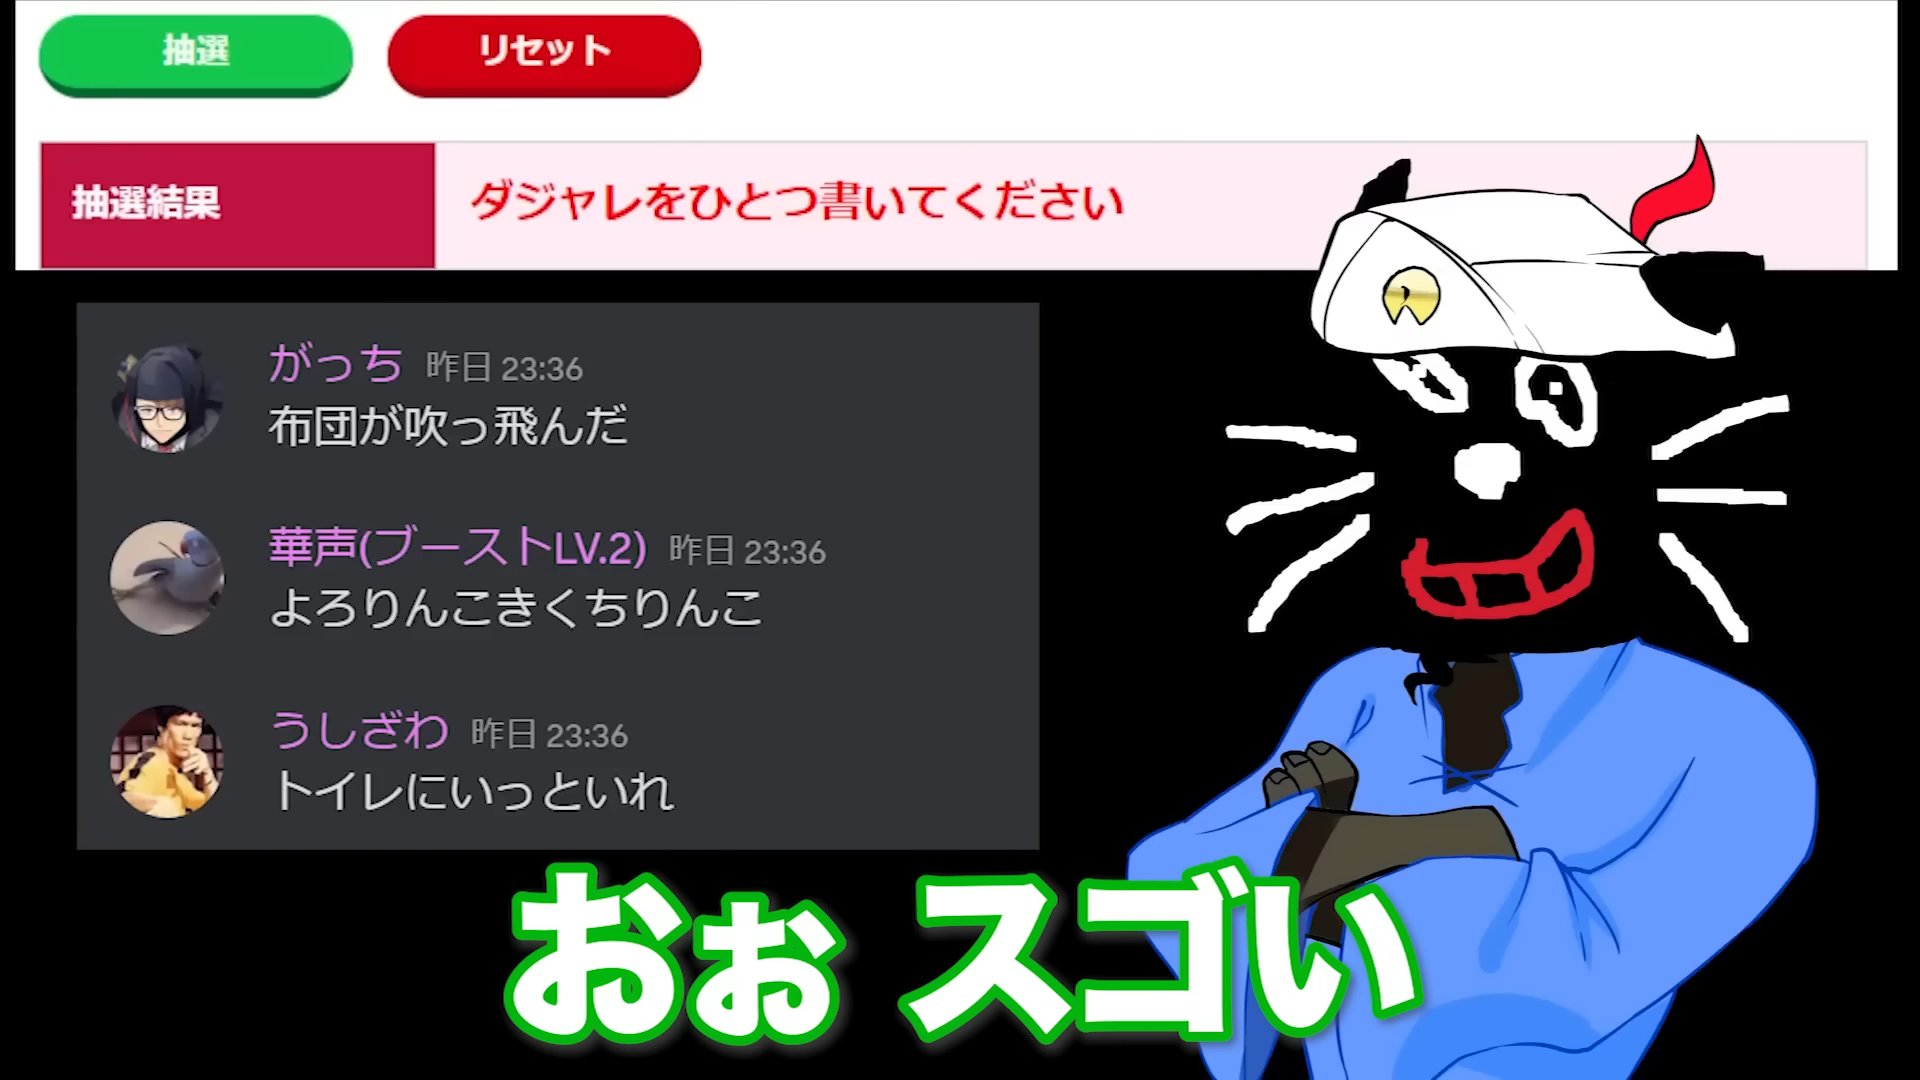 抽選
リセット
抽選結果
ダジャレをひとつ書いてください
がっち 昨日 23:36
布団が吹っ飛んだ
華声(ブーストLV.2) 昨日 23:36
よろりんこきくちりんこ
うしざわ 昨日 23:36
トイレにいっといれ
おぉ スゴい